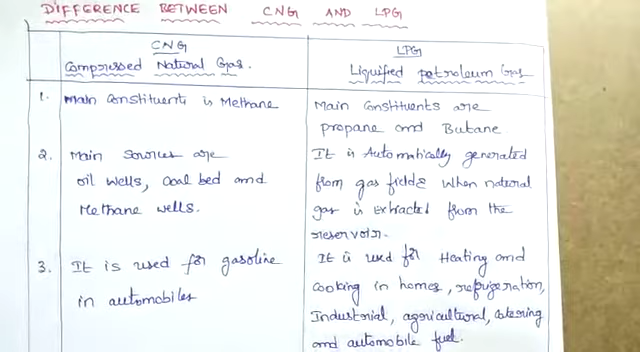 DIFFERENCE BETWEEN CNG AND LPG
CNG
Compressed Natural Gas.
LPG
Liquified petroleum Gas
1. Main Constituent is Methane
Main Constituents are
propane and Butane
2. Main sources are
oil wells, coal bed and
Methane wells.
It is Automatically generated
from gas fields when natural
gas is extracted from the
reservoir.
3. It is used for gasoline
in automobiles
It is used for Heating and
cooking in homes, refrigeration,
Industrial, agricultural, catering
and automobile fuel.